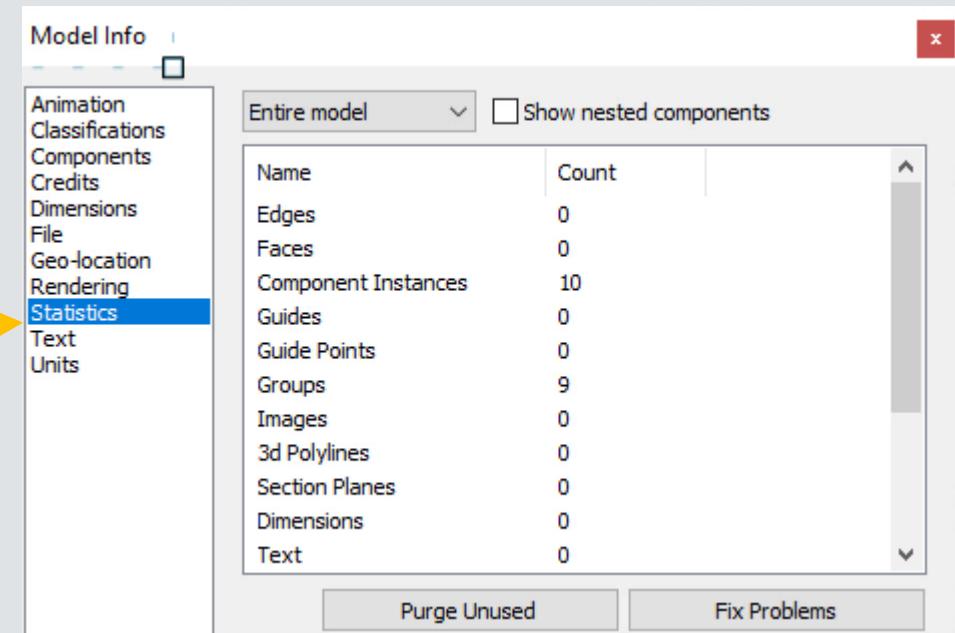 Model Info
x
Animation
Classifications
Components
Credits
Dimensions
File
Geo-location
Rendering
Statistics
Text
Units
Entire model
Show nested components
Name Count
Edges 0
Faces 0
Component Instances 10
Guides 0
Guide Points 0
Groups 9
Images 0
3d Polylines 0
Section Planes 0
Dimensions 0
Text 0
Purge Unused Fix Problems